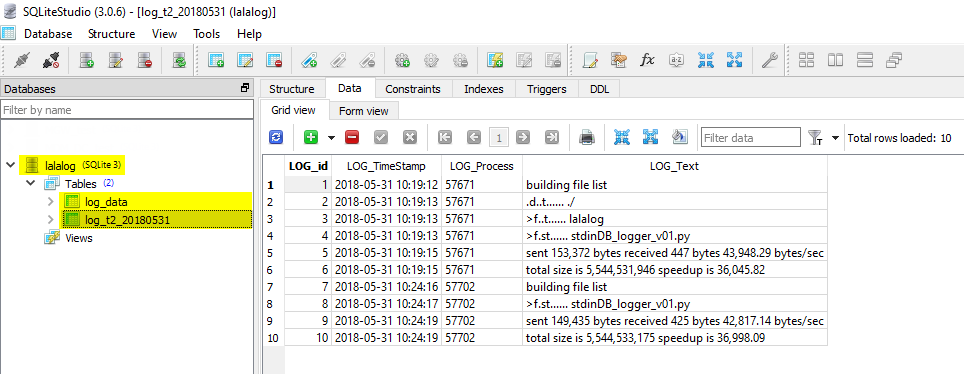 SQLiteStudio (3.0.6) - [log_t2_20180531 (lalalog)]
Database Structure View Tools Help
Databases
Filter by name
lalalog (SQLite 3)
Tables (2)
log_data
log_t2_20180531
Views
Structure Data Constraints Indexes Triggers DDL
Grid view Form view
1 Filter data Total rows loaded: 10
LOG_id LOG_TimeStamp LOG_Process LOG_Text
1 1 2018-05-31 10:19:12 57671 building file list
2 2 2018-05-31 10:19:13 57671 .d..t...... ./
3 3 2018-05-31 10:19:13 57671 >f..t...... lalalog
4 4 2018-05-31 10:19:13 57671 >f.st...... stdinDB_logger_v01.py
5 5 2018-05-31 10:19:15 57671 sent 153,372 bytes received 447 bytes 43,948.29 bytes/sec
6 6 2018-05-31 10:19:15 57671 total size is 5,544,531,946 speedup is 36,045.82
7 7 2018-05-31 10:24:16 57702 building file list
8 8 2018-05-31 10:24:17 57702 >f.st...... stdinDB_logger_v01.py
9 9 2018-05-31 10:24:19 57702 sent 149,435 bytes received 425 bytes 42,817.14 bytes/sec
10 10 2018-05-31 10:24:19 57702 total size is 5,544,533,175 speedup is 36,998.09